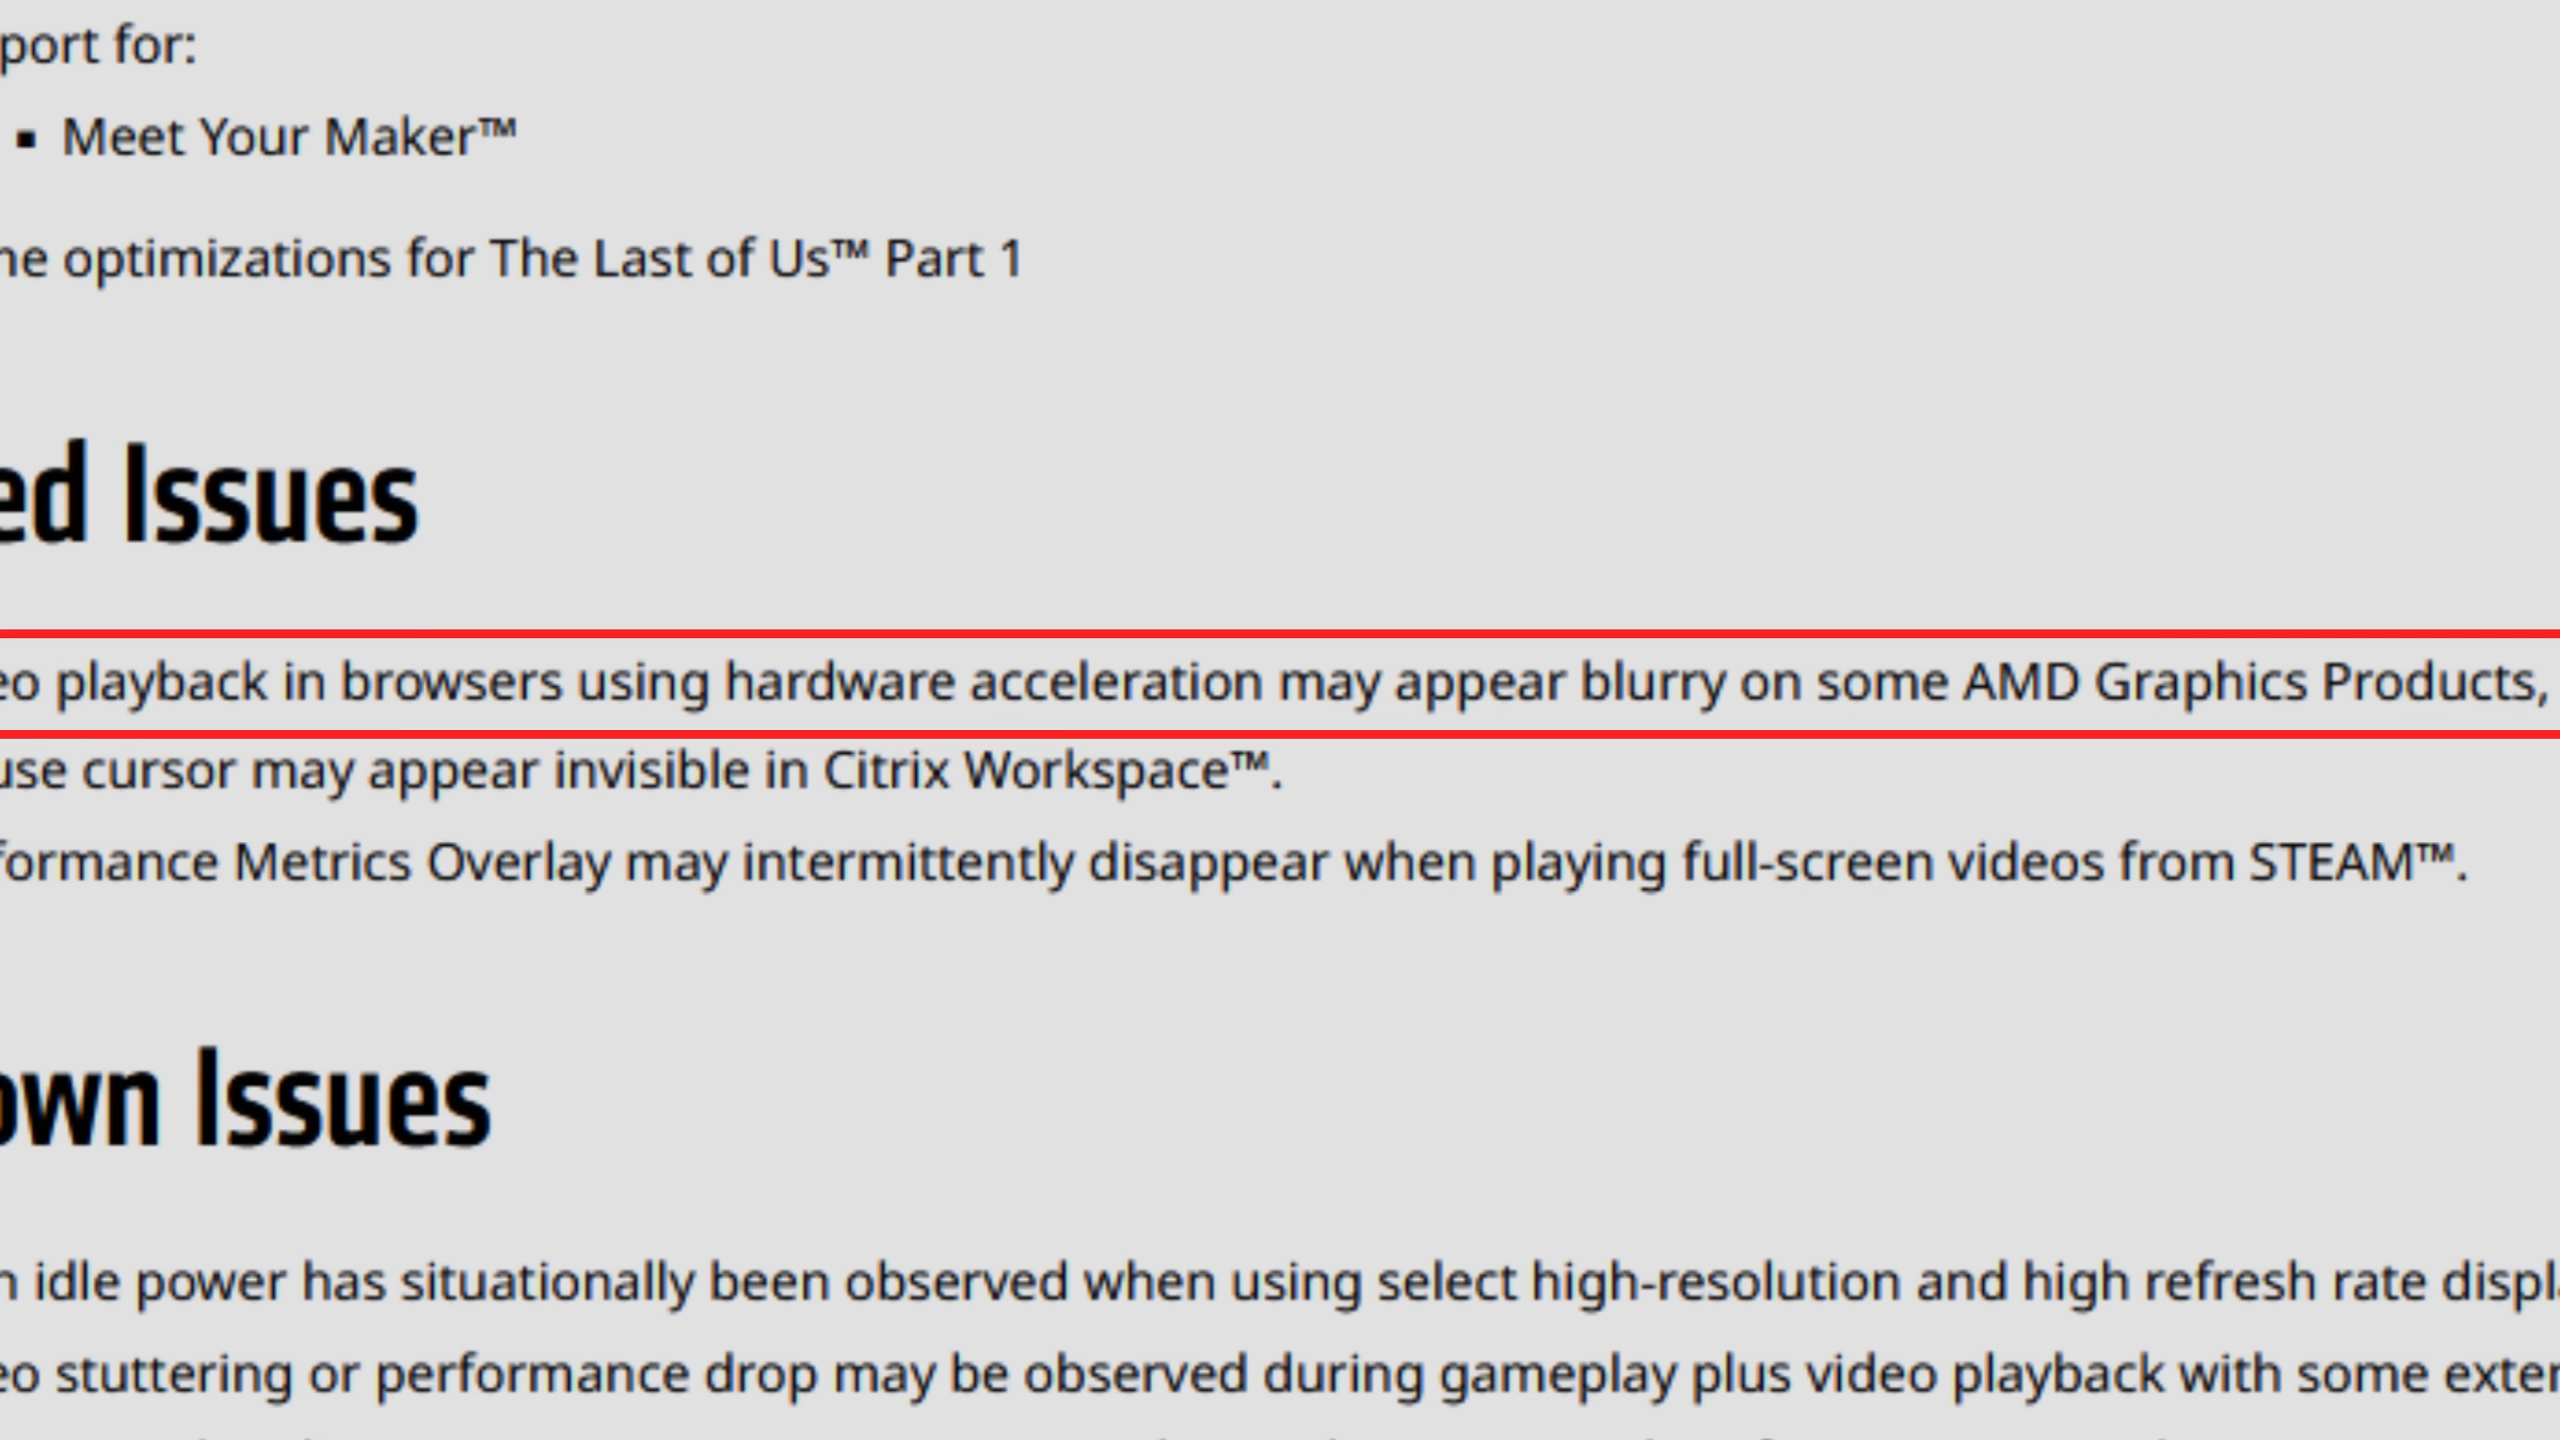 port for:
▪ Meet Your Maker™
ne optimizations for The Last of Us™ Part 1
ed Issues
eo playback in browsers using hardware acceleration may appear blurry on some AMD Graphics Products,
use cursor may appear invisible in Citrix Workspace™.
formance Metrics Overlay may intermittently disappear when playing full-screen videos from STEAM™.
own Issues
h idle power has situationally been observed when using select high-resolution and high refresh rate displa
eo stuttering or performance drop may be observed during gameplay plus video playback with some exter